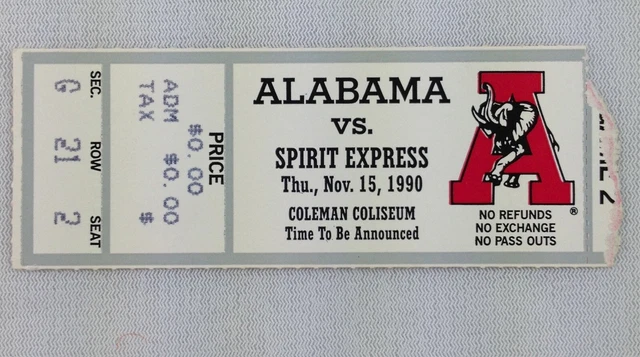 SEC. ROW SEAT
G 21 2
PRICE
$0.00
ADM $0.00
TAX $
ALABAMA
VS.
SPIRIT EXPRESS
Thu., Nov. 15, 1990
COLEMAN COLISEUM
Time To Be Announced
A
®
NO REFUNDS
NO EXCHANGE
NO PASS OUTS
2